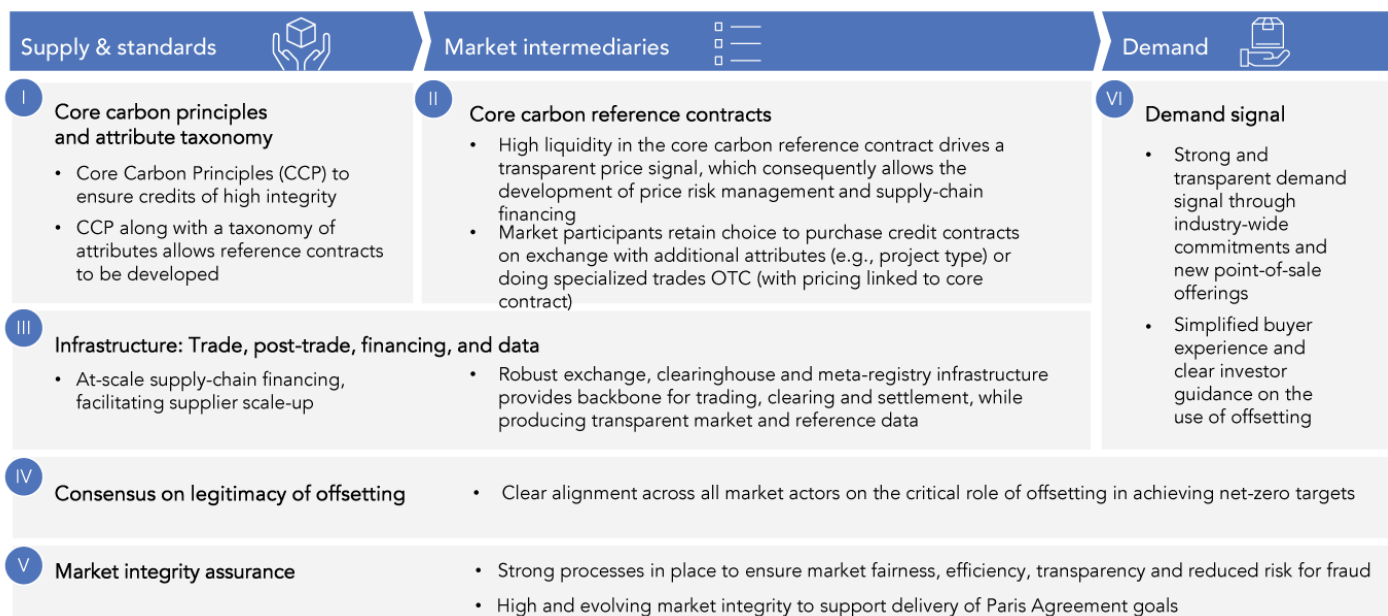 Supply & standards
Market intermediaries
Demand
I
Core carbon principles
and attribute taxonomy
• Core Carbon Principles (CCP) to
ensure credits of high integrity
• CCP along with a taxonomy of
attributes allows reference contracts
to be developed
II
Core carbon reference contracts
• High liquidity in the core carbon reference contract drives a
transparent price signal, which consequently allows the
development of price risk management and supply-chain
financing
• Market participants retain choice to purchase credit contracts
on exchange with additional attributes (e.g., project type) or
doing specialized trades OTC (with pricing linked to core
contract)
VI
Demand signal
• Strong and
transparent demand
signal through
industry-wide
commitments and
new point-of-sale
offerings
• Simplified buyer
experience and
clear investor
guidance on the
use of offsetting
III
Infrastructure: Trade, post-trade, financing, and data
• At-scale supply-chain financing,
facilitating supplier scale-up
• Robust exchange, clearinghouse and meta-registry infrastructure
provides backbone for trading, clearing and settlement, while
producing transparent market and reference data
IV
Consensus on legitimacy of offsetting
• Clear alignment across all market actors on the critical role of offsetting in achieving net-zero targets
V
Market integrity assurance
• Strong processes in place to ensure market fairness, efficiency, transparency and reduced risk for fraud
• High and evolving market integrity to support delivery of Paris Agreement goals